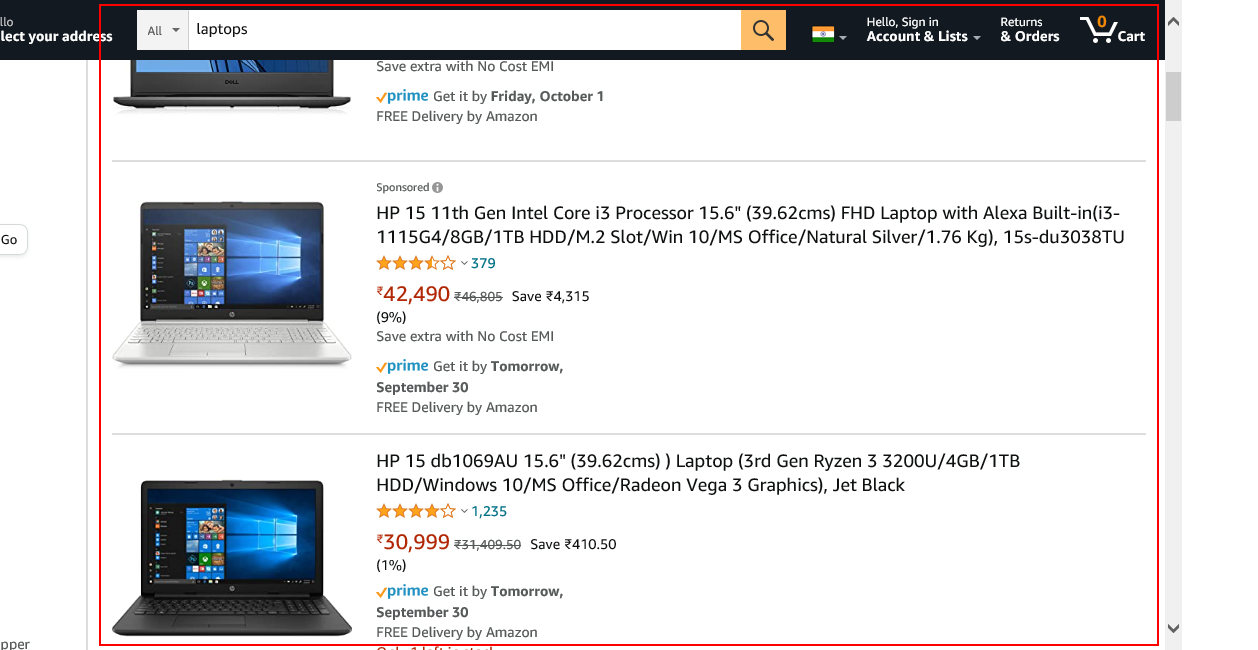 llo
lect your address
All
laptops
Hello, Sign in
Account & Lists
Returns
& Orders
0
Cart
DELL
Save extra with No Cost EMI
prime Get it by Friday, October 1
FREE Delivery by Amazon
Go
Sponsored
HP 15 11th Gen Intel Core i3 Processor 15.6" (39.62cms) FHD Laptop with Alexa Built-in(i3-
1115G4/8GB/1TB HDD/M.2 Slot/Win 10/MS Office/Natural Silver/1.76 Kg), 15s-du3038TU
379
₹42,490 ₹46,805 Save ₹4,315
(9%)
Save extra with No Cost EMI
prime Get it by Tomorrow,
September 30
FREE Delivery by Amazon
HP 15 db1069AU 15.6" (39.62cms) ) Laptop (3rd Gen Ryzen 3 3200U/4GB/1TB
HDD/Windows 10/MS Office/Radeon Vega 3 Graphics), Jet Black
1,235
₹30,999 ₹31,409.50 Save ₹410.50
(1%)
prime Get it by Tomorrow,
September 30
FREE Delivery by Amazon
Only 1 left in stock
pper